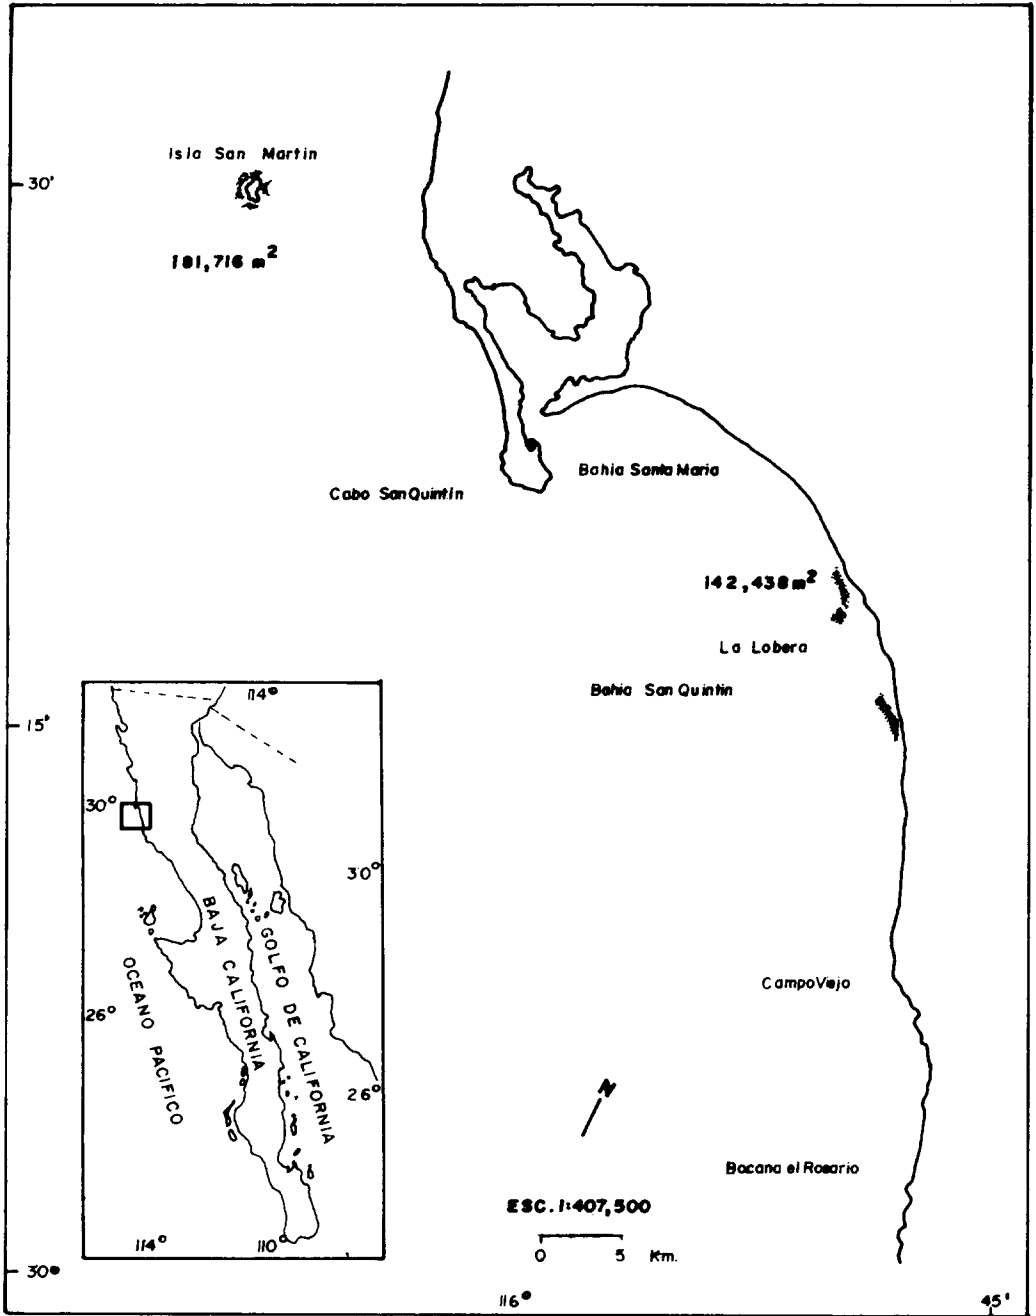 Isla San Martin
30'
181,716 m²
Bahia Santa Maria
Cabo San Quintin
142,438 m²
La Lobera
Bahia San Quintin
15'
114°
30°
30°
BAJA CALIFORNIA
GOLFO DE CALIFORNIA
OCEANO PACIFICO
26°
26°
114°
110°
Campo Viejo
N
Bocana el Rosario
ESC. 1:407,500
0 5 Km.
30°
116°
45'